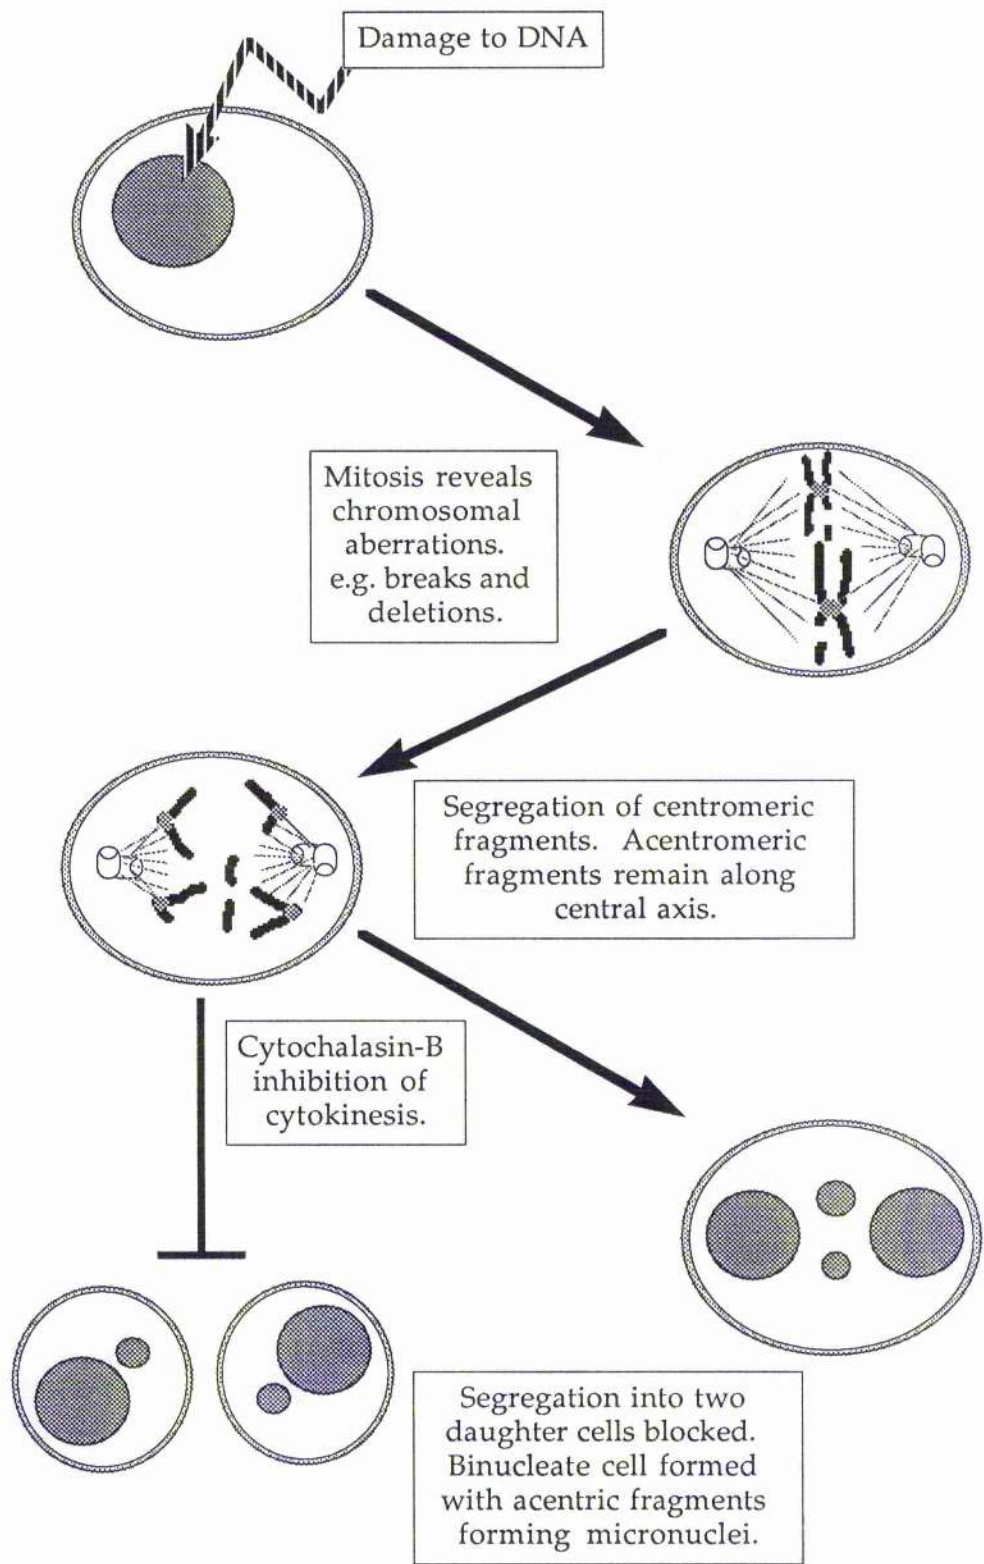 Damage to DNA
Mitosis reveals
chromosomal
aberrations.
e.g. breaks and
deletions.
Segregation of centromeric
fragments. Acentromeric
fragments remain along
central axis.
Cytochalasin-B
inhibition of
cytokinesis.
Segregation into two
daughter cells blocked.
Binucleate cell formed
with acentric fragments
forming micronuclei.